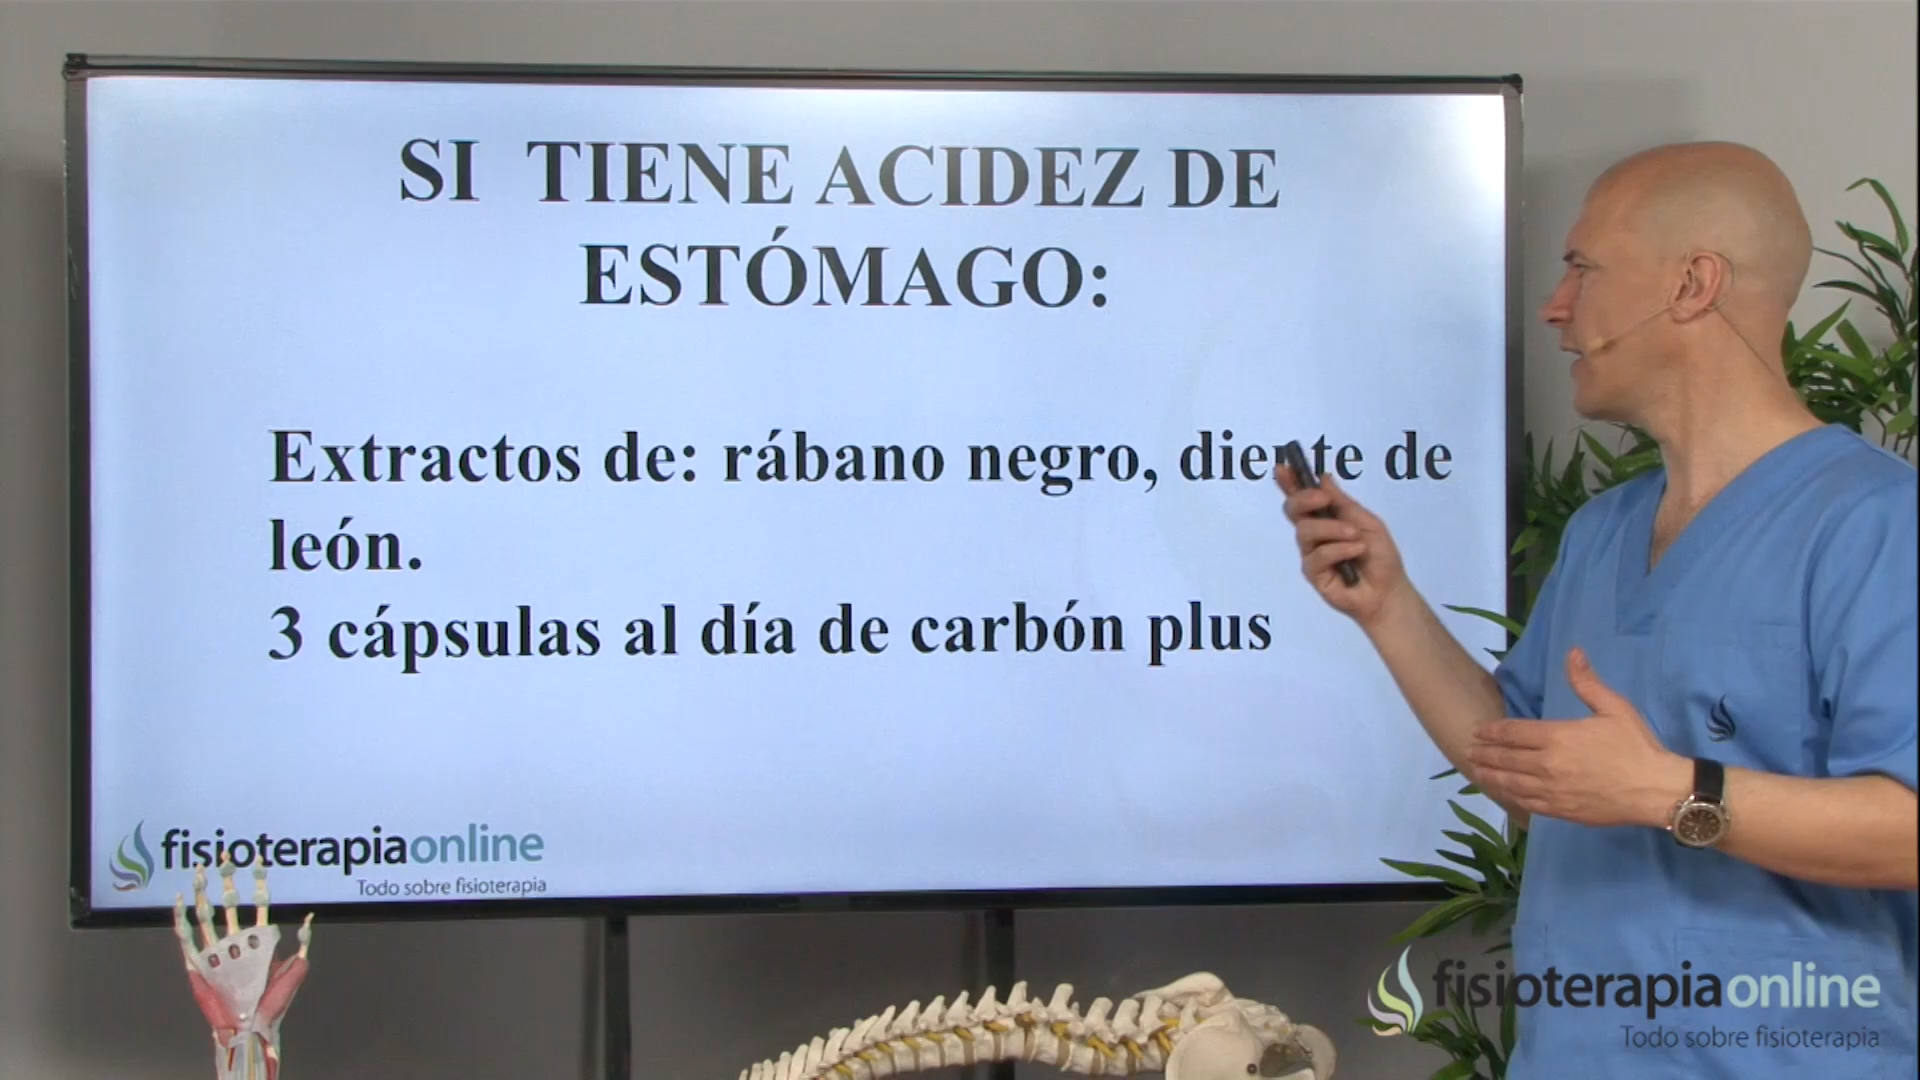 SI TIENE ACIDEZ DE
ESTÓMAGO:
Extractos de: rábano negro, diente de
león.
3 cápsulas al día de carbón plus
fisioterapiaonline
Todo sobre fisioterapia
fisioterapiaonline
Todo sobre fisioterapia